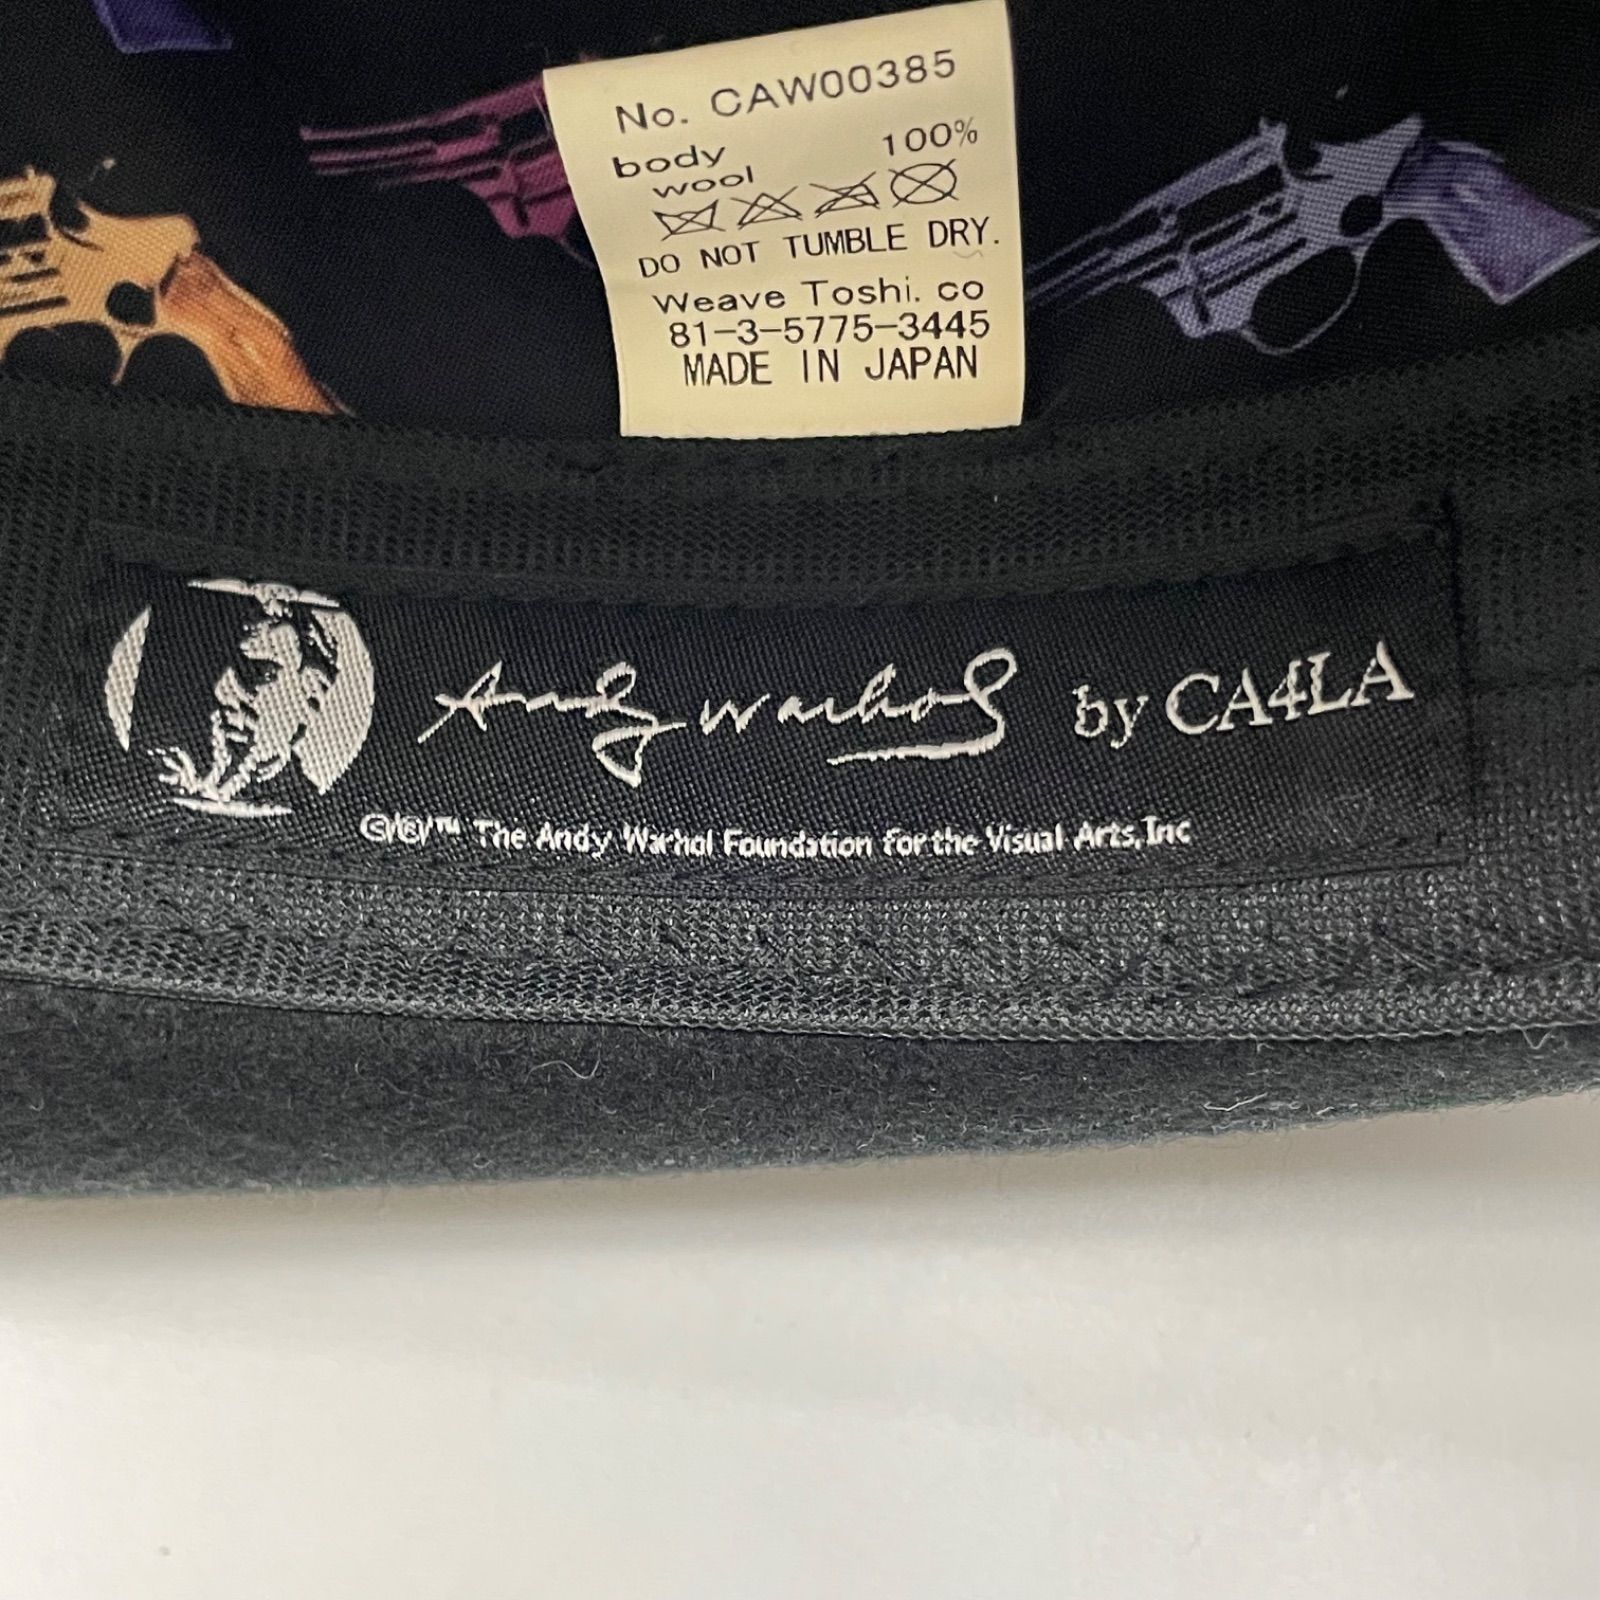 No. CAW00385
body 100%
wool
DO NOT TUMBLE DRY.
Weave Toshi. co
81-3-5775-3445
MADE IN JAPAN
Andy Warhol by CA4LA
©/®/™ The Andy Warhol Foundation for the Visual Arts, Inc